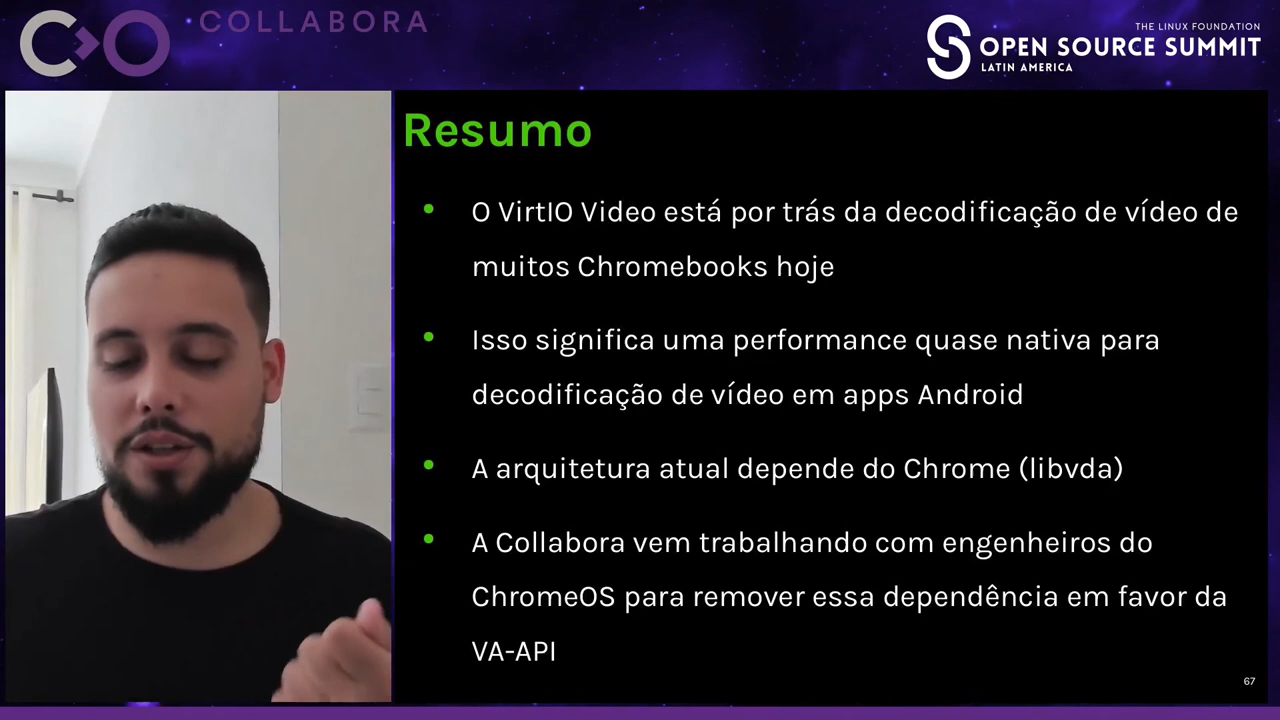 COLLABORA
THE LINUX FOUNDATION
OPEN SOURCE SUMMIT
LATIN AMERICA
Resumo
• O VirtIO Video está por trás da decodificação de vídeo de
muitos Chromebooks hoje
• Isso significa uma performance quase nativa para
decodificação de vídeo em apps Android
• A arquitetura atual depende do Chrome (libvda)
• A Collabora vem trabalhando com engenheiros do
ChromeOS para remover essa dependência em favor da
VA-API
67